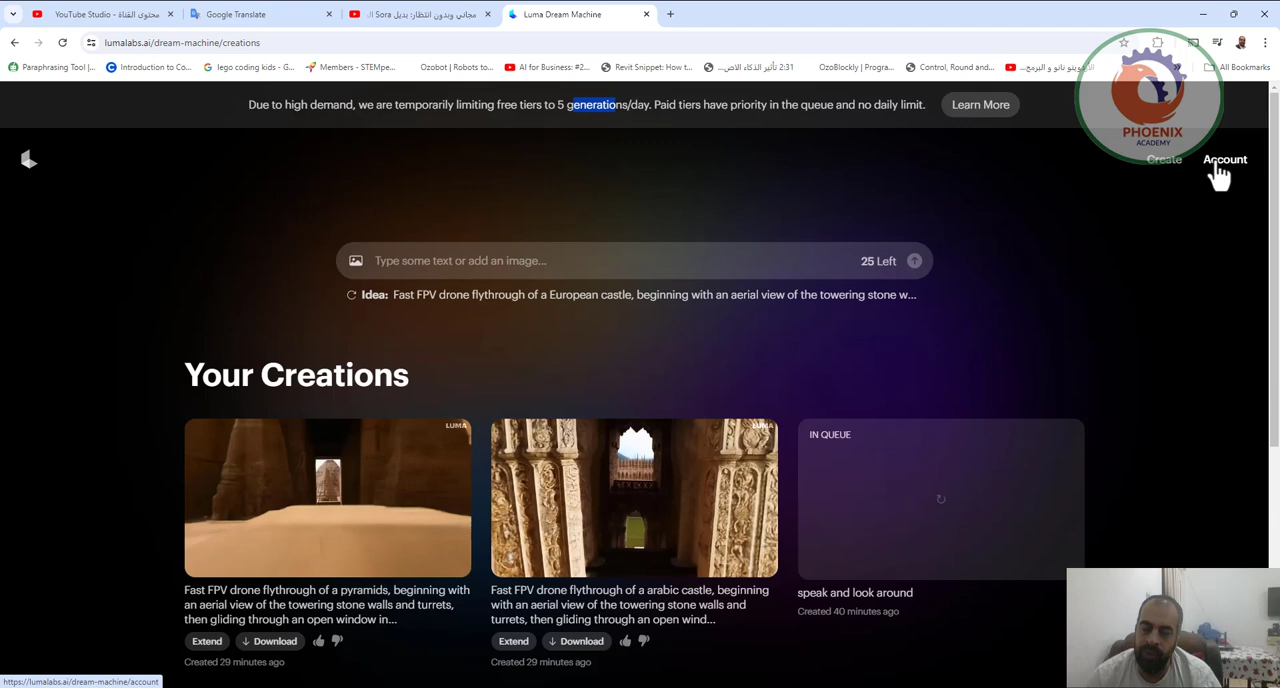 YouTube Studio - محتوى القناة
Google Translate
مجاني وبدون انتظار: بديل Sora ال
Luma Dream Machine
lumalabs.ai/dream-machine/creations
Paraphrasing Tool |...
Introduction to Co...
lego coding kids - G...
Members - STEMpe...
Located contents to...
AI for Business: #2...
Revit Snippet: How t...
2:31 تأثير الذكاء الاص...
OzoBlockly | Progra...
Control, Round and...
الاردوينو نانو و البرمج...
All Bookmarks
Due to high demand, we are temporarily limiting free tiers to 5 generations/day. Paid tiers have priority in the queue and no daily limit.
Learn More
PHOENIX
ACADEMY
Create
Account
Type some text or add an image...
25 Left
Idea: Fast FPV drone flythrough of a European castle, beginning with an aerial view of the towering stone w...
Your Creations
LUMA
LUMA
IN QUEUE
Fast FPV drone flythrough of a pyramids, beginning with
an aerial view of the towering stone walls and turrets,
then gliding through an open window in...
Extend
Download
Created 29 minutes ago
Fast FPV drone flythrough of a arabic castle, beginning
with an aerial view of the towering stone walls and
turrets, then gliding through an open wind...
Extend
Download
Created 29 minutes ago
speak and look around
Created 40 minutes ago
https://lumalabs.ai/dream-machine/account